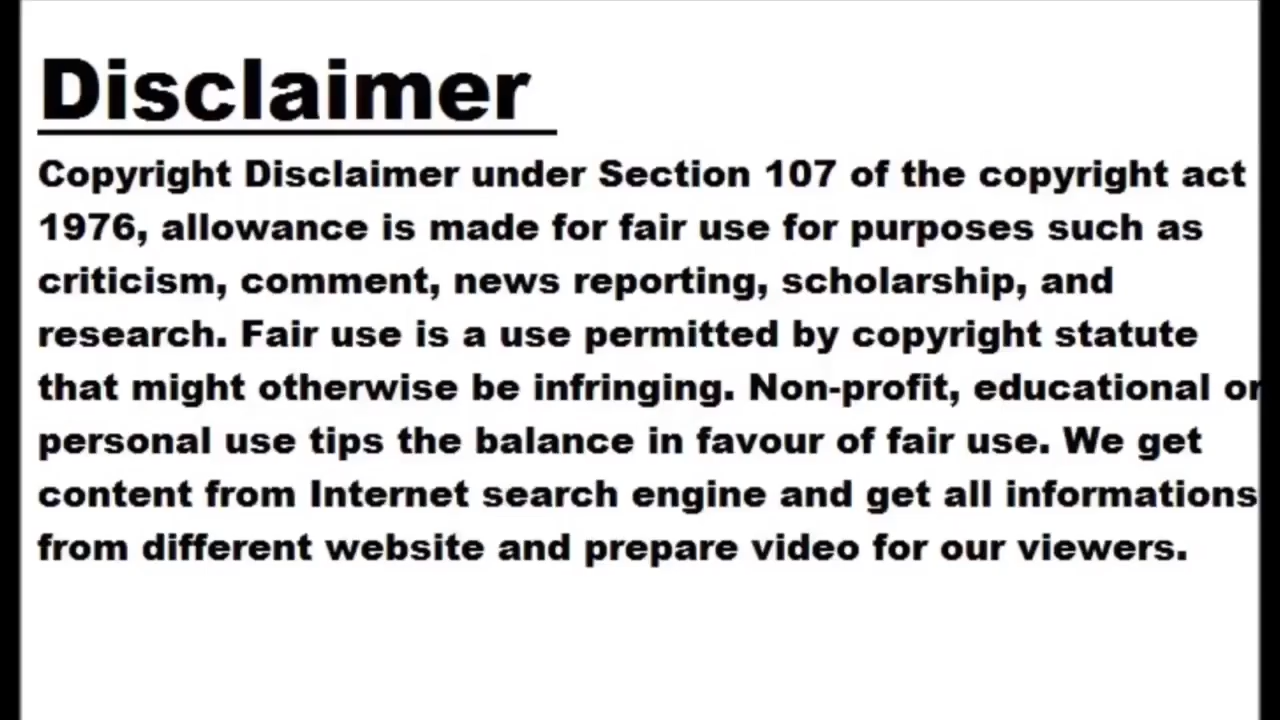 Disclaimer
Copyright Disclaimer under Section 107 of the copyright act
1976, allowance is made for fair use for purposes such as
criticism, comment, news reporting, scholarship, and
research. Fair use is a use permitted by copyright statute
that might otherwise be infringing. Non-profit, educational or
personal use tips the balance in favour of fair use. We get
content from Internet search engine and get all informations
from different website and prepare video for our viewers.